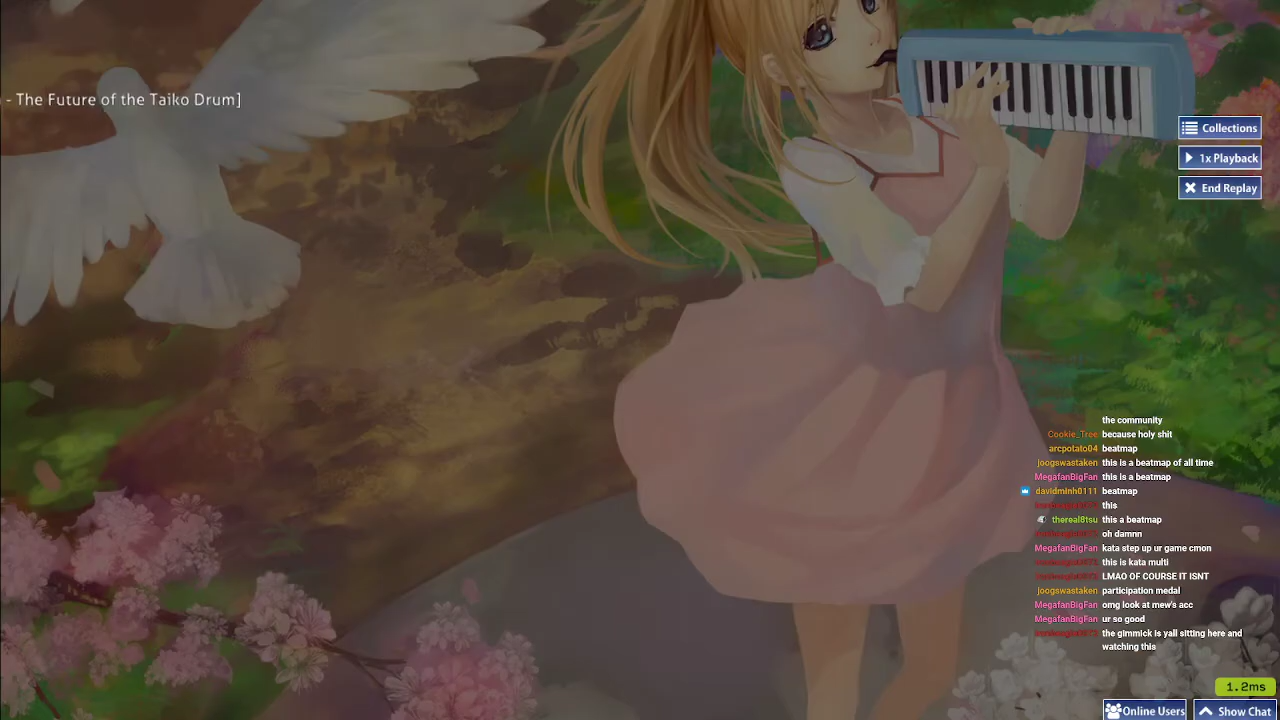 - The Future of the Taiko Drum]
Collections
1x Playback
End Replay
the community
Cookie_Tree because holy shit
arcpotato04 beatmap
joogswastaken this is a beatmap of all time
MegafanBigFan this is a beatmap
davidminh0111 beatmap
this
thereal8tsu this a beatmap
oh damnn
MegafanBigFan kata step up ur game cmon
this is kata multi
LMAO OF COURSE IT ISNT
joogswastaken participation medal
MegafanBigFan omg look at mew's acc
MegafanBigFan ur so good
the gimmick is yall sitting here and
watching this
1.2ms
Online Users
Show Chat